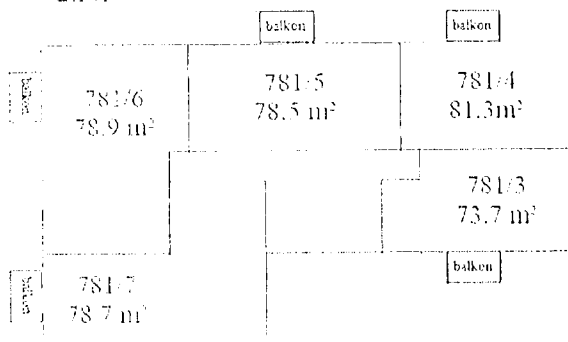 balkon
balkon
balkon
781/6
78.9 m²
781/5
78.5 m²
781/4
81.3m²
781/3
73.7 m²
balkon
balkon
781/7
78.7 m²